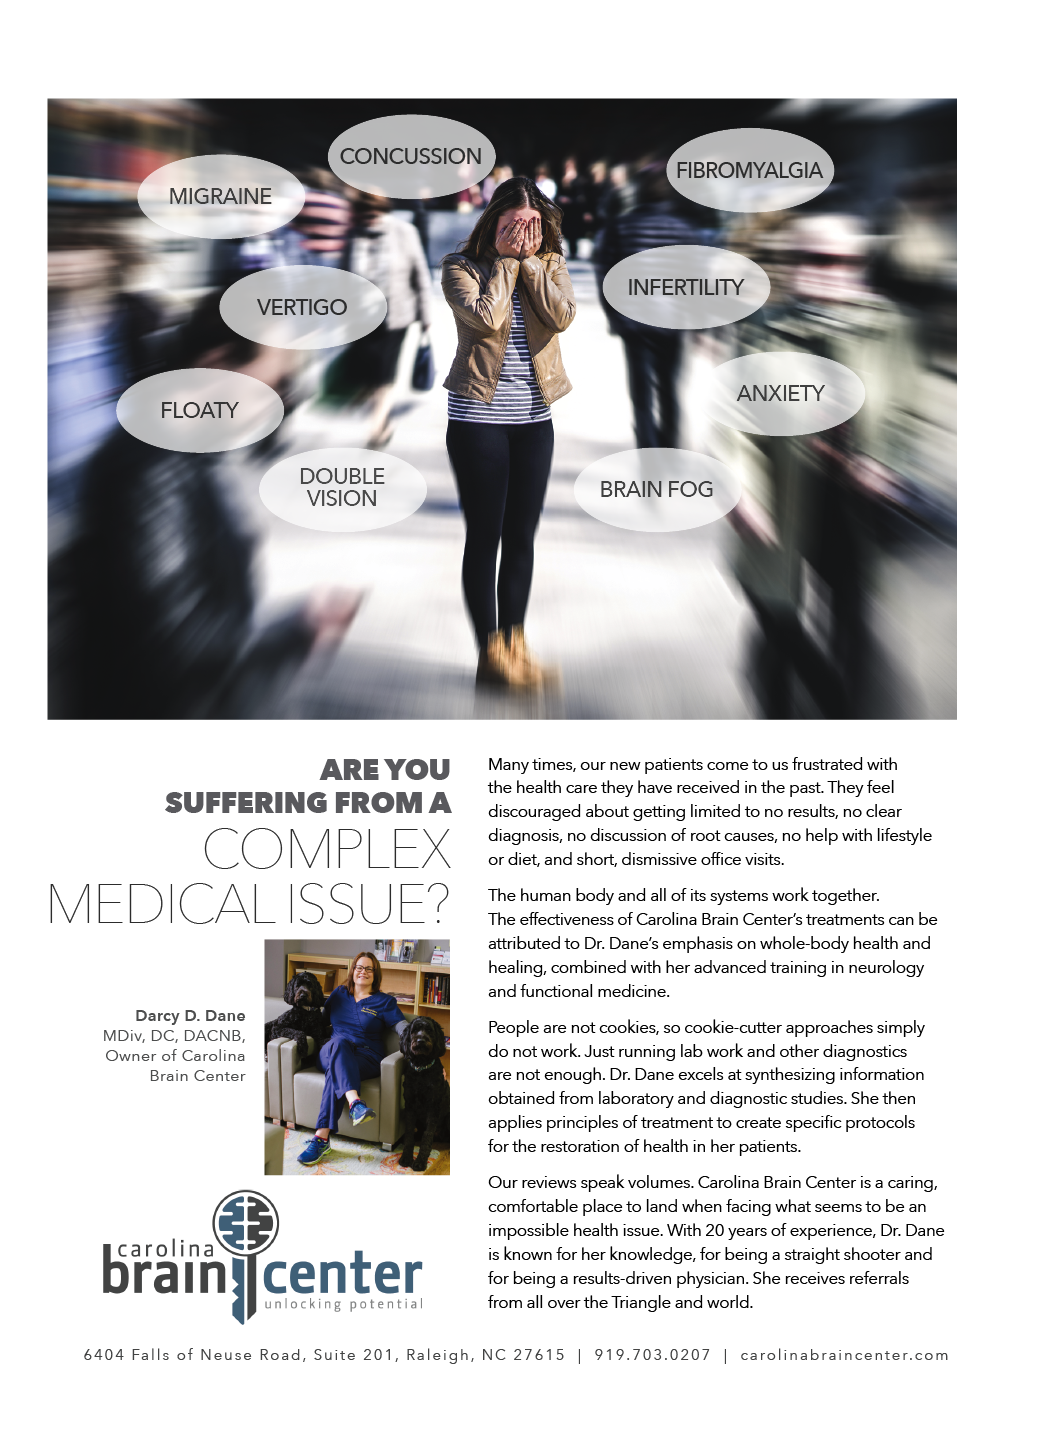 CONCUSSION
FIBROMYALGIA
MIGRAINE
INFERTILITY
VERTIGO
ANXIETY
FLOATY
DOUBLE
VISION
BRAIN FOG
ARE YOU
SUFFERING FROM A
COMPLEX
MEDICAL ISSUE?
Darcy D. Dane
MDiv, DC, DACNB,
Owner of Carolina
Brain Center
carolina
brain center
unlocking potential
Many times, our new patients come to us frustrated with
the health care they have received in the past. They feel
discouraged about getting limited to no results, no clear
diagnosis, no discussion of root causes, no help with lifestyle
or diet, and short, dismissive office visits.
The human body and all of its systems work together.
The effectiveness of Carolina Brain Center's treatments can be
attributed to Dr. Dane's emphasis on whole-body health and
healing, combined with her advanced training in neurology
and functional medicine.
People are not cookies, so cookie-cutter approaches simply
do not work. Just running lab work and other diagnostics
are not enough. Dr. Dane excels at synthesizing information
obtained from laboratory and diagnostic studies. She then
applies principles of treatment to create specific protocols
for the restoration of health in her patients.
Our reviews speak volumes. Carolina Brain Center is a caring,
comfortable place to land when facing what seems to be an
impossible health issue. With 20 years of experience, Dr. Dane
is known for her knowledge, for being a straight shooter and
for being a results-driven physician. She receives referrals
from all over the Triangle and world.
6404 Falls of Neuse Road, Suite 201, Raleigh, NC 27615 | 919.703.0207 | carolinabraincenter.com